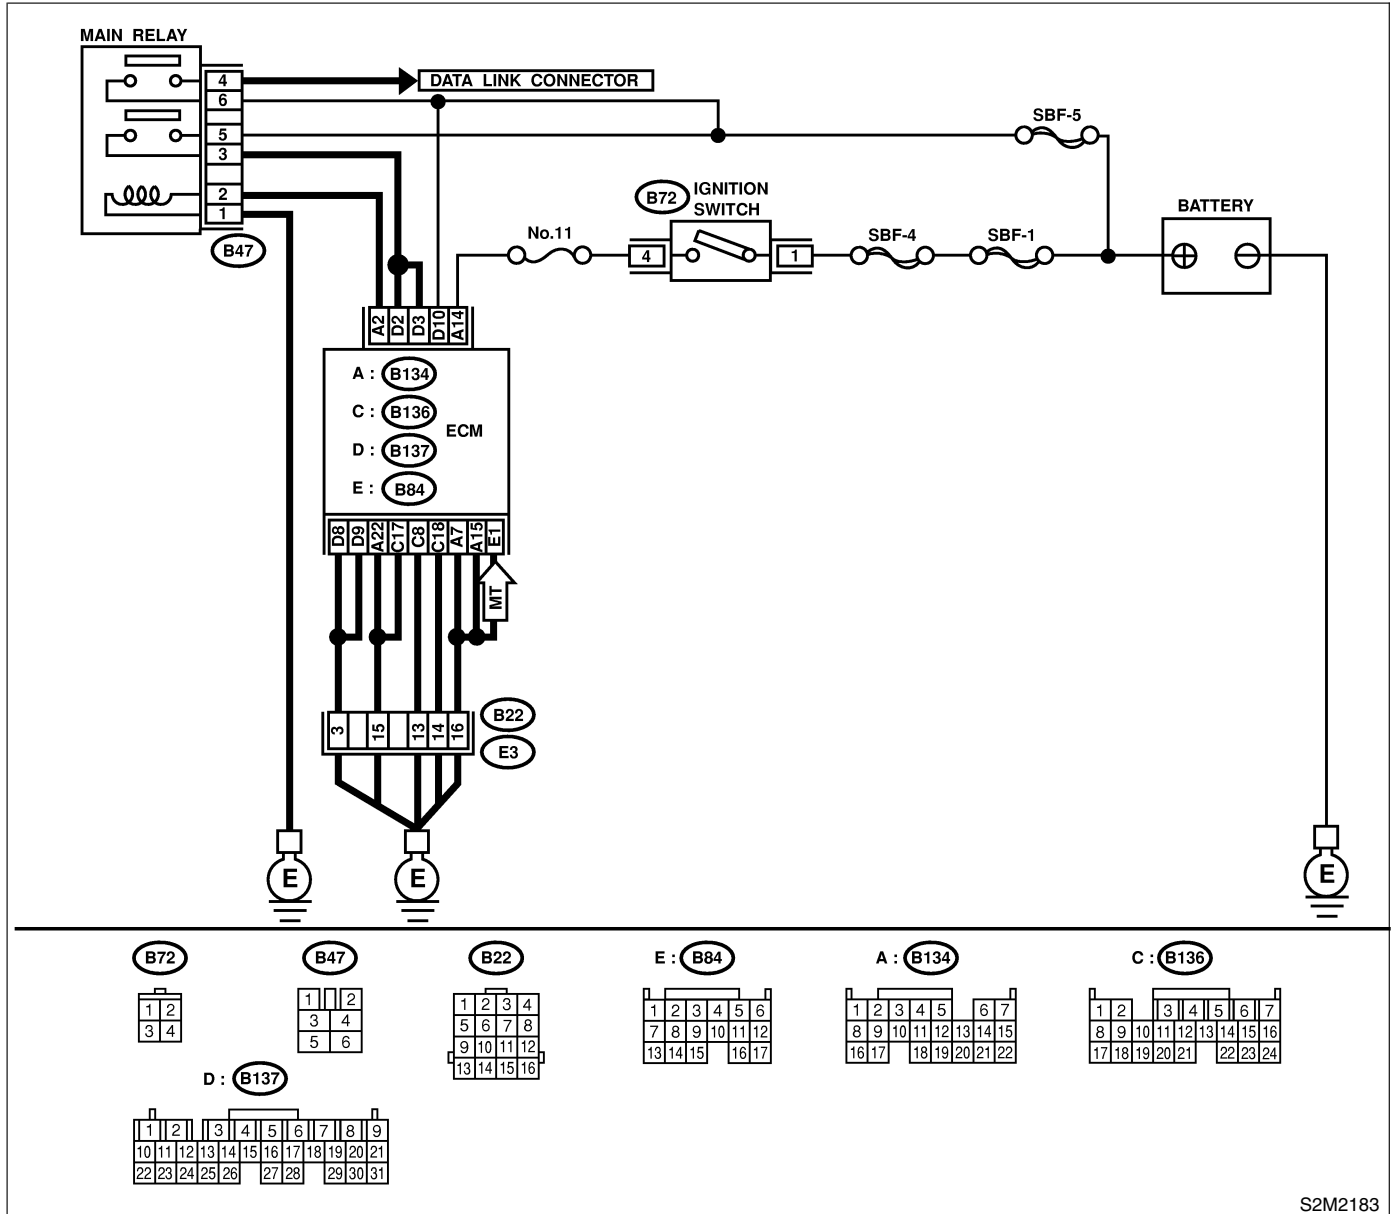 MAIN RELAY
4
DATA LINK CONNECTOR
6
5
3
2
1
B47
SBF-5
B72
IGNITION
SWITCH
BATTERY
No.11
4
1
SBF-4
SBF-1
A2
D2
D3
D10
A14
A : B134
C : B136
ECM
D : B137
E : B84
D8
D9
A22
C17
C8
C18
A7
A15
E1
MT
3
15
13
14
16
B22
E3
E
E
E
B72
1 2
3 4
B47
1 2
3 4
5 6
B22
1 2 3 4
5 6 7 8
9 10 11 12
13 14 15 16
E : B84
1 2 3 4 5 6
7 8 9 10 11 12
13 14 15 16 17
A : B134
1 2 3 4 5 6 7
8 9 10 11 12 13 14 15
16 17 18 19 20 21 22
C : B136
1 2 3 4 5 6 7
8 9 10 11 12 13 14 15 16
17 18 19 20 21 22 23 24
D : B137
1 2 3 4 5 6 7 8 9
10 11 12 13 14 15 16 17 18 19 20 21
22 23 24 25 26 27 28 29 30 31
S2M2183